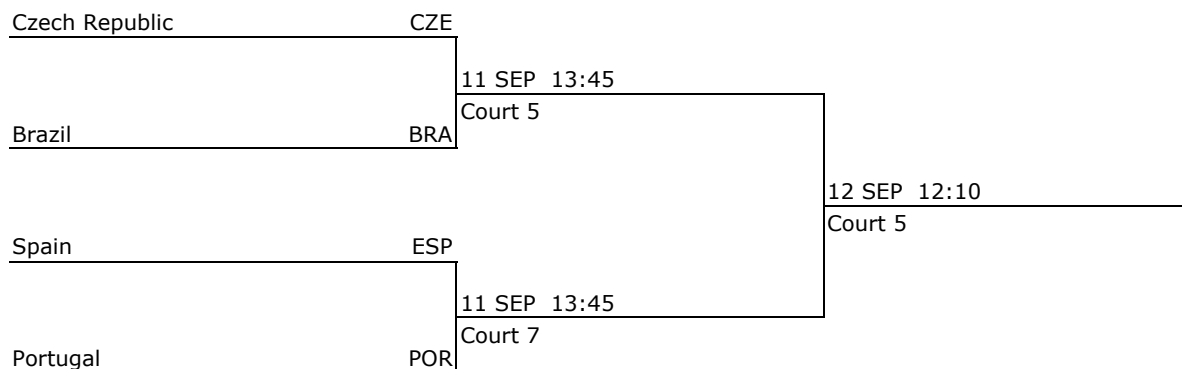 Czech Republic CZE
11 SEP 13:45
Court 5
Brazil BRA
12 SEP 12:10
Court 5
Spain ESP
11 SEP 13:45
Court 7
Portugal POR